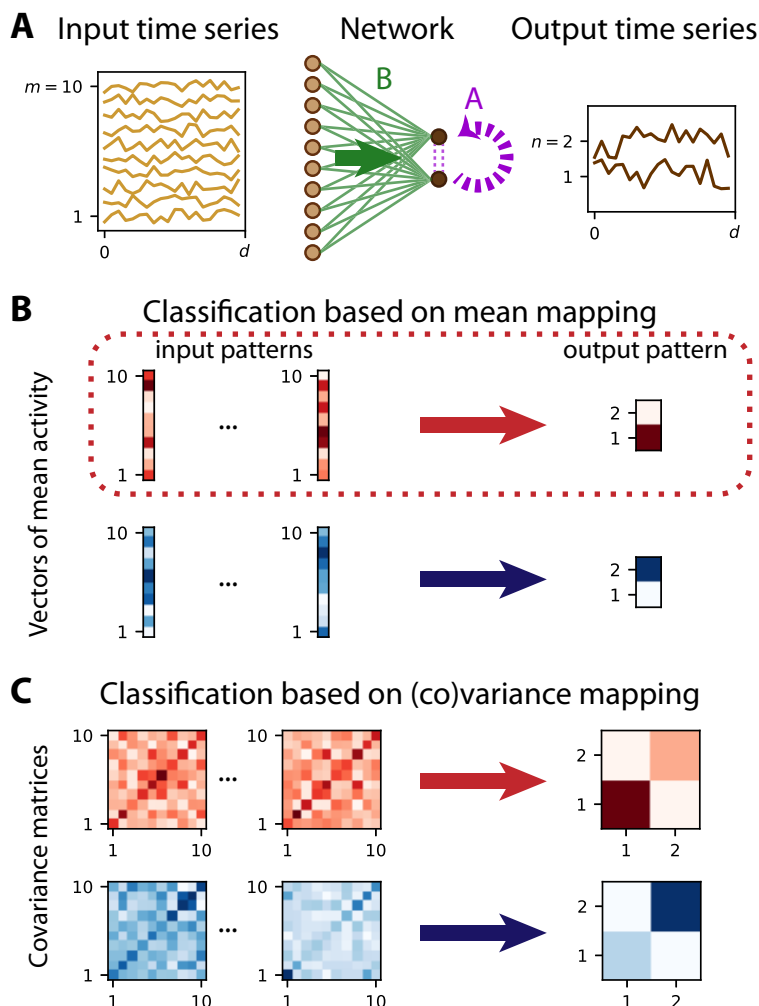 A Input time series Network Output time series
m = 10
1
0 d
B
A
n = 2
1
0 d
B Classification based on mean mapping
Vectors of mean activity
input patterns output pattern
10 ... 10 2
1 1 1
10 ... 10 2
1 1 1
C Classification based on (co)variance mapping
Covariance matrices
10 ... 10 2
1 1 1
1 10 1 10 1 2
10 ... 10 2
1 1 1
1 10 1 10 1 2